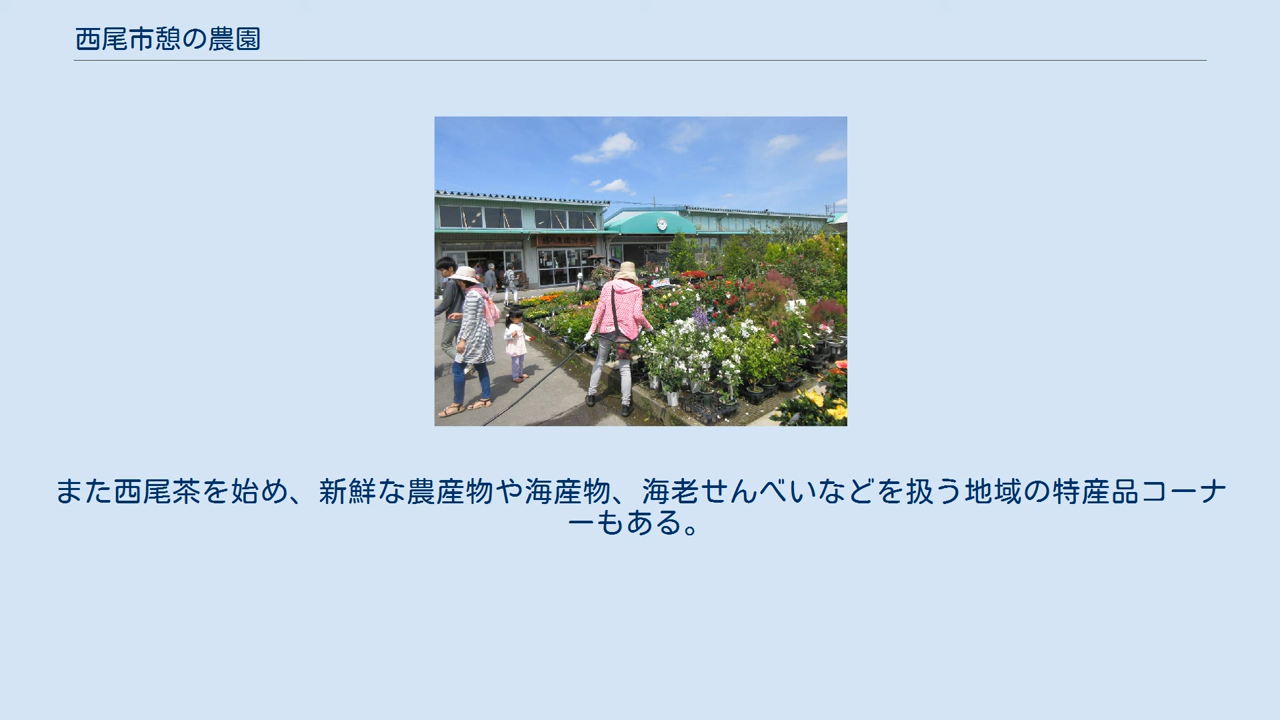 西尾市憩の農園
また西尾茶を始め、新鮮な農産物や海産物、海老せんべいなどを扱う地域の特産品コーナ
ーもある。